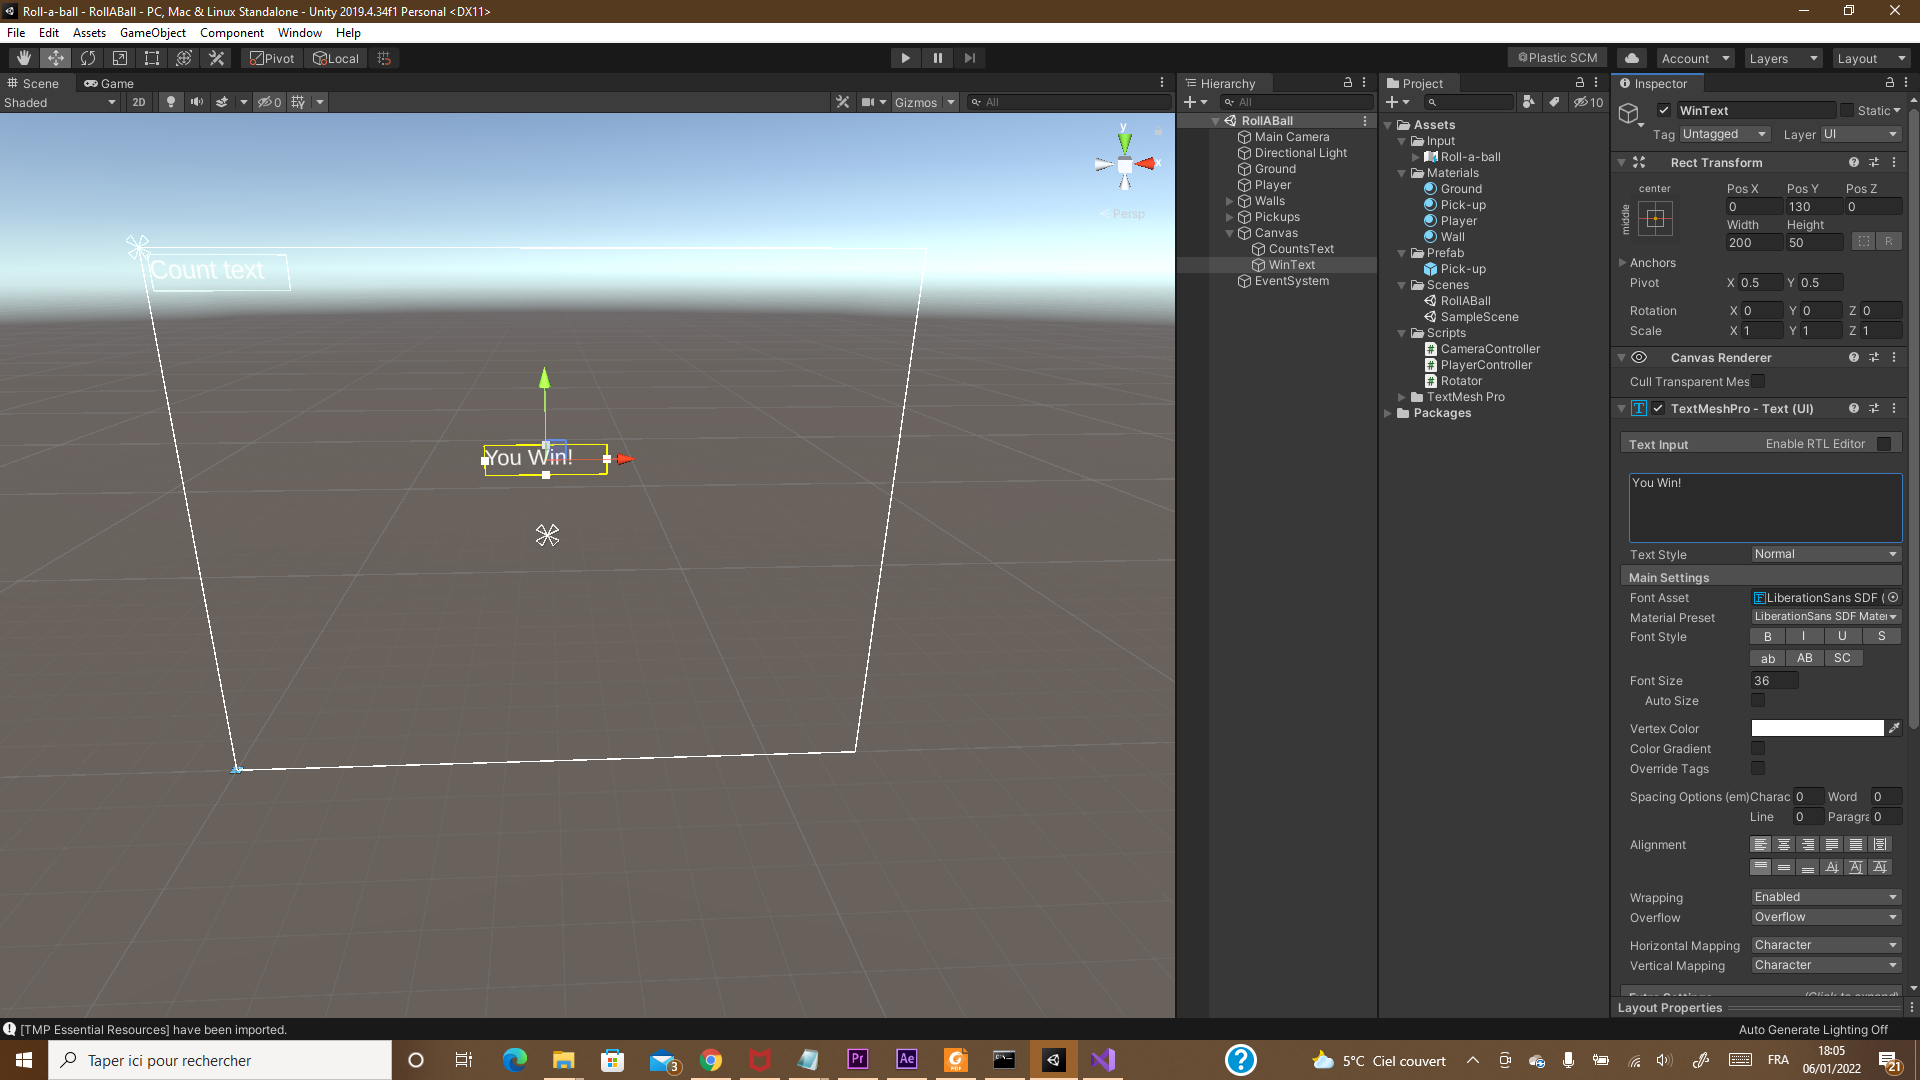 Roll-a-ball - RollABall - PC, Mac & Linux Standalone - Unity 2019.4.34f1 Personal <DX11>
File Edit Assets GameObject Component Window Help
Pivot Local Plastic SCM Account Layers Layout
Scene Game
Shaded 2D 0 Gizmos All
y
x
Persp
Count text
You Win!
Hierarchy
All
RollABall
Main Camera
Directional Light
Ground
Player
Walls
Pickups
Canvas
CountsText
WinText
EventSystem
Project
10
Assets
Input
Roll-a-ball
Materials
Ground
Pick-up
Player
Wall
Prefab
Pick-up
Scenes
RollABall
SampleScene
Scripts
CameraController
PlayerController
Rotator
TextMesh Pro
Packages
Inspector
WinText Static
Tag Untagged Layer UI
Rect Transform
center
middle
Pos X Pos Y Pos Z
0 130 0
Width Height
200 50 R
Anchors
Pivot X 0.5 Y 0.5
Rotation X 0 Y 0 Z 0
Scale X 1 Y 1 Z 1
Canvas Renderer
Cull Transparent Mes
TextMeshPro - Text (UI)
Text Input Enable RTL Editor
You Win!
Text Style Normal
Main Settings
Font Asset LiberationSans SDF (
Material Preset LiberationSans SDF Mater
Font Style B I U S
ab AB SC
Font Size 36
Auto Size
Vertex Color
Color Gradient
Override Tags
Spacing Options (em) Charac 0 Word 0
Line 0 Paragra 0
Alignment
Wrapping Enabled
Overflow Overflow
Horizontal Mapping Character
Vertical Mapping Character
Extra Settings (Click to expand)
Layout Properties
[TMP Essential Resources] have been imported.
Auto Generate Lighting Off
Taper ici pour rechercher
3
Pr
Ae
PDF
?
5°C Ciel couvert
FRA
18:05
06/01/2022
21